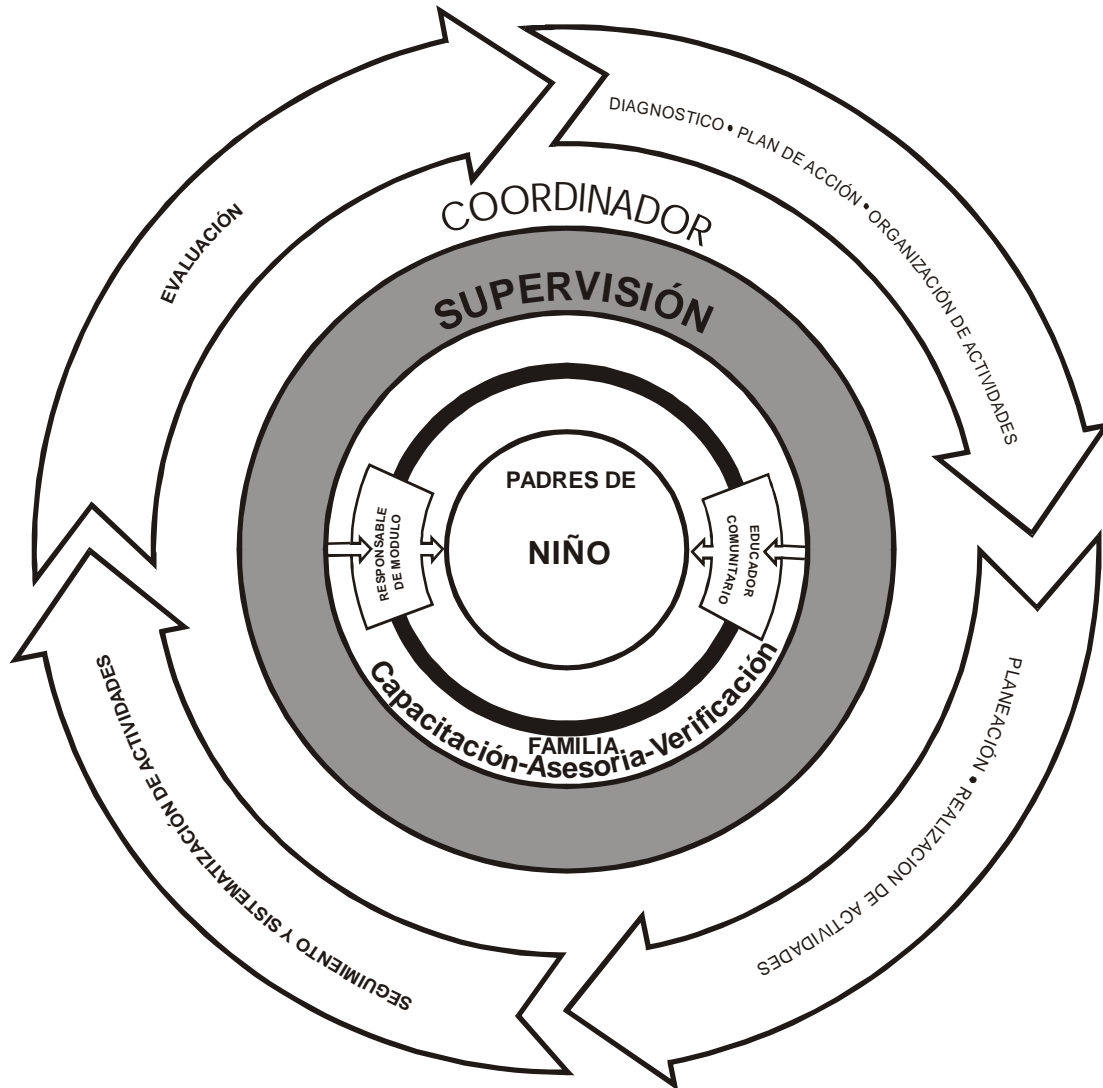 DIAGNOSTICO • PLAN DE ACCIÓN • ORGANIZACIÓN DE ACTIVIDADES
EVALUACIÓN
COORDINADOR
SUPERVISIÓN
PADRES DE
NIÑO
RESPONSABLE
DE MODULO
EDUCADOR
COMUNITARIO
FAMILIA
Capacitación-Asesoria-Verificación
PLANEACIÓN • REALIZACION DE ACTIVIDADES
SEGUIMIENTO Y SISTEMATIZACIÓN DE ACTIVIDADES